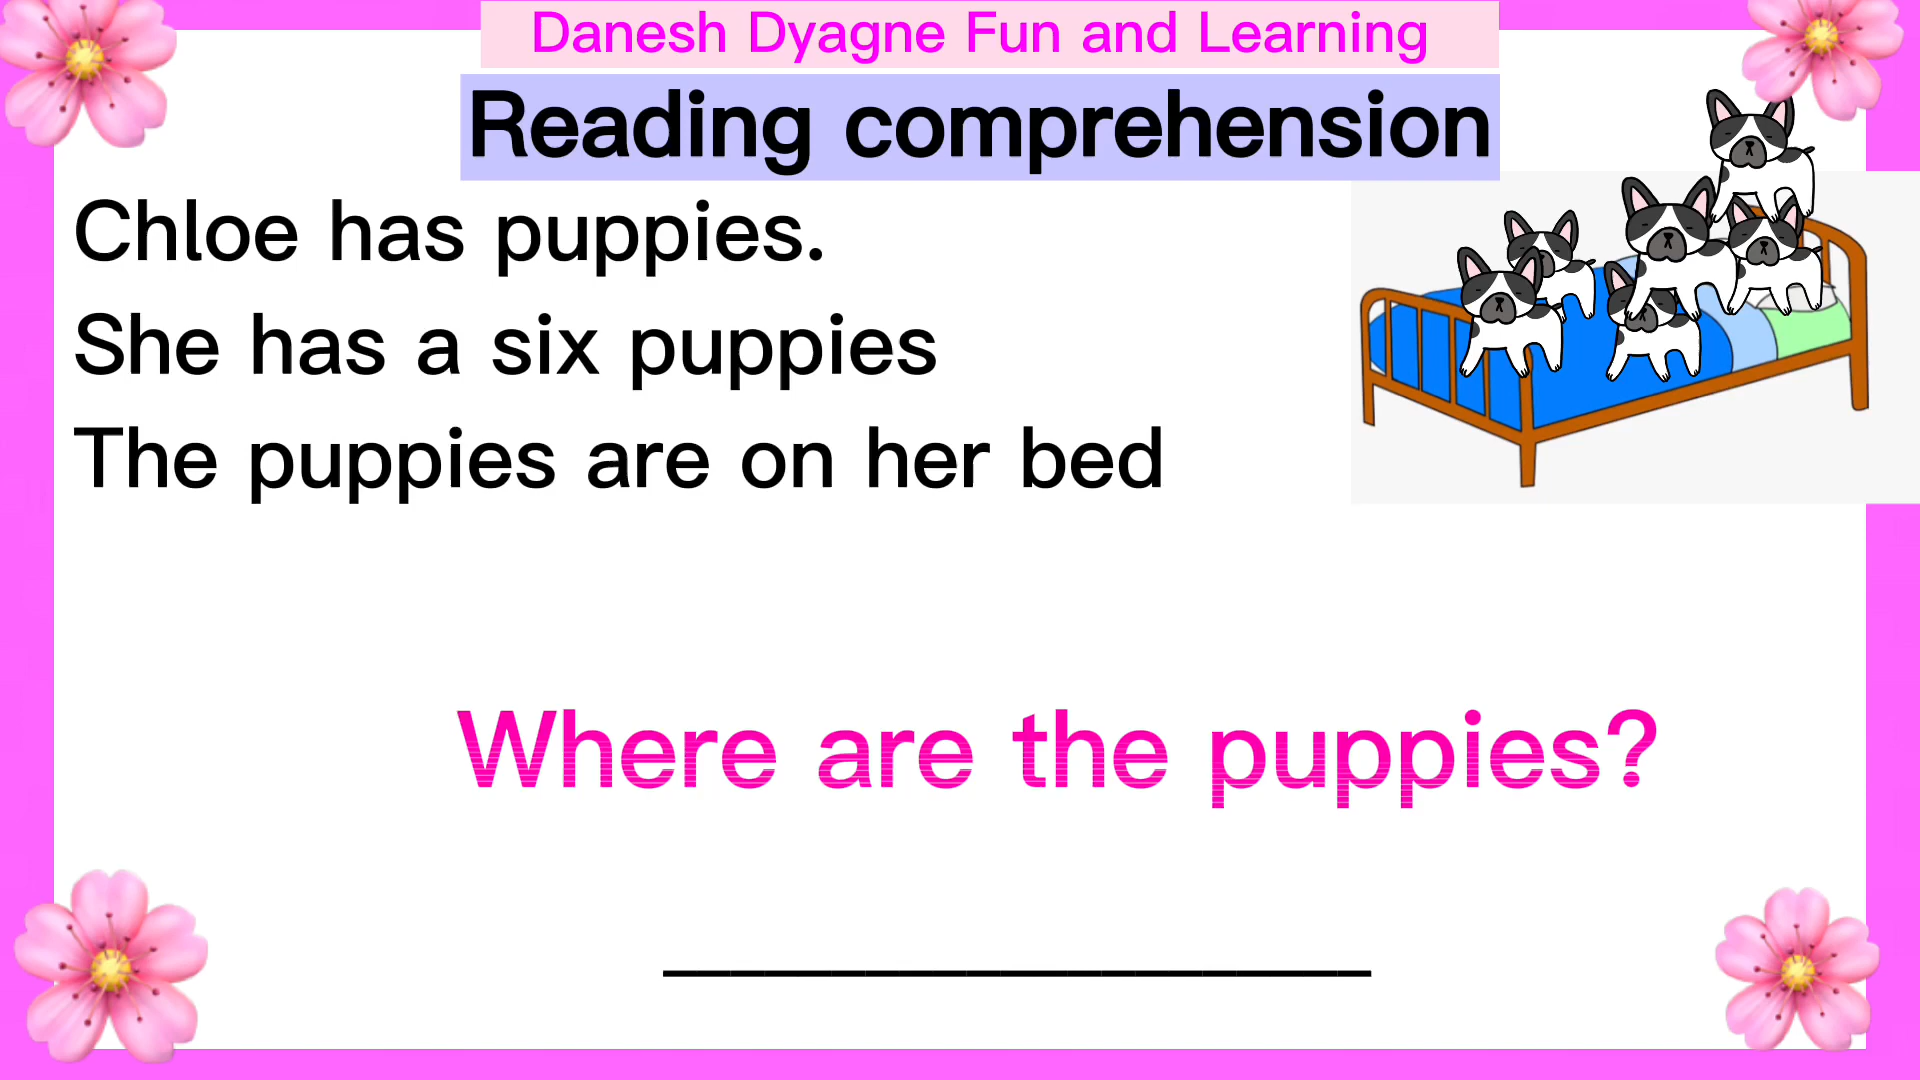 Danesh Dyagne Fun and Learning
Reading comprehension
Chloe has puppies.
She has a six puppies
The puppies are on her bed
Where are the puppies?